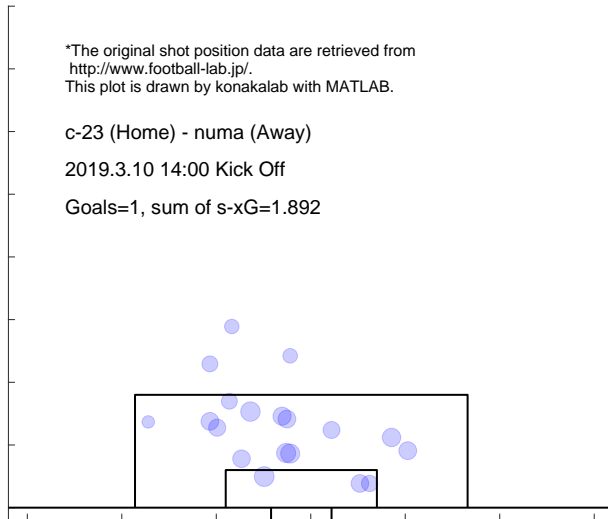 *The original shot position data are retrieved from
http://www.football-lab.jp/.
This plot is drawn by konakalab with MATLAB.
c-23 (Home) - numa (Away)
2019.3.10 14:00 Kick Off
Goals=1, sum of s-xG=1.892